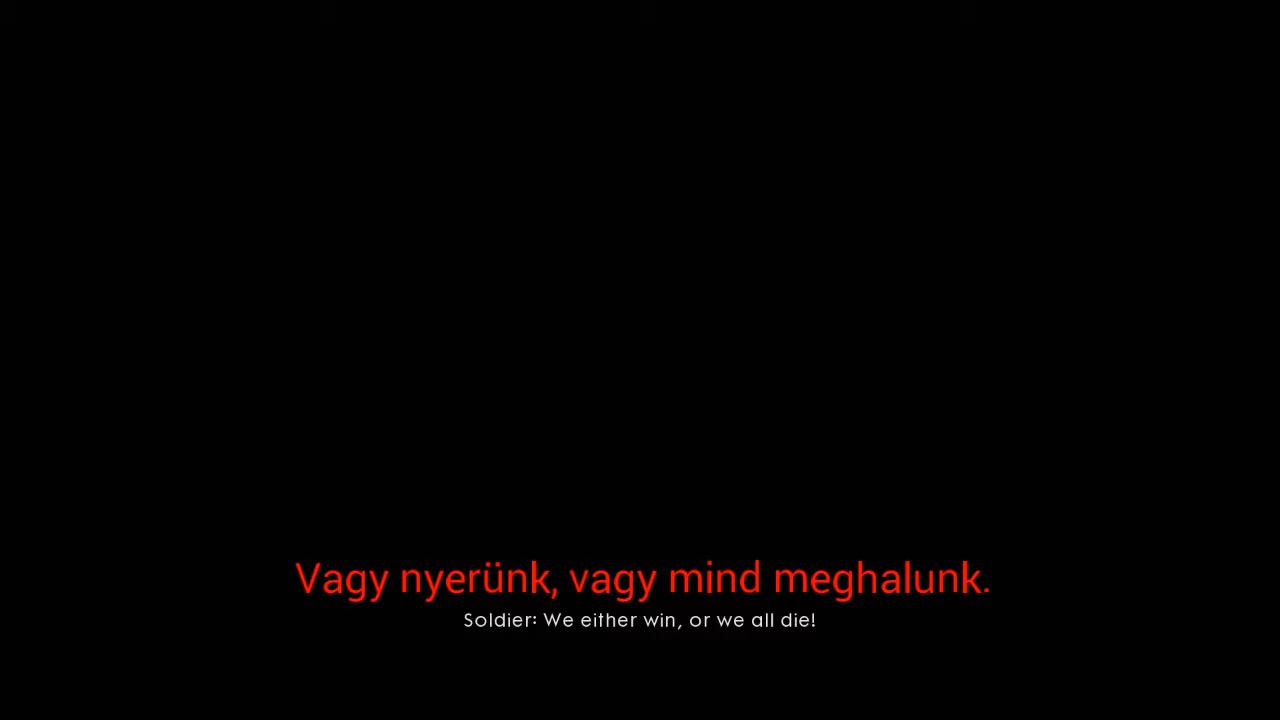 Vagy nyerünk, vagy mind meghalunk.
Soldier: We either win, or we all die!